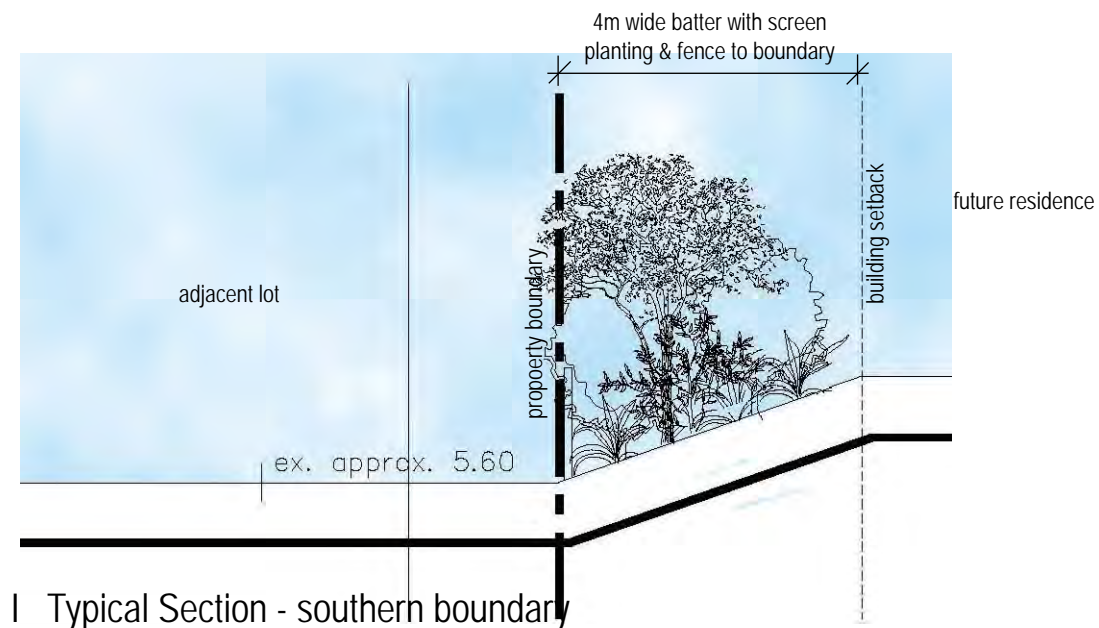 4m wide batter with screen
planting & fence to boundary
future residence
building setback
propoerty boundary
adjacent lot
ex. approx. 5.60
I Typical Section - southern boundary